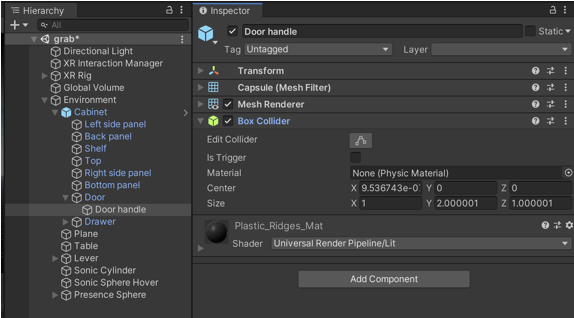 Hierarchy
All
grab*
Directional Light
XR Interaction Manager
XR Rig
Global Volume
Environment
Cabinet
Left side panel
Back panel
Shelf
Top
Right side panel
Bottom panel
Door
Door handle
Drawer
Plane
Table
Lever
Sonic Cylinder
Sonic Sphere Hover
Presence Sphere
Inspector
Door handle
Static
Tag Untagged Layer
Transform
Capsule (Mesh Filter)
Mesh Renderer
Box Collider
Edit Collider
Is Trigger
Material None (Physic Material)
Center X 9.536743e-0 Y 0 Z 0
Size X 1 Y 2.000001 Z 1.000001
Plastic_Ridges_Mat
Shader Universal Render Pipeline/Lit
Add Component